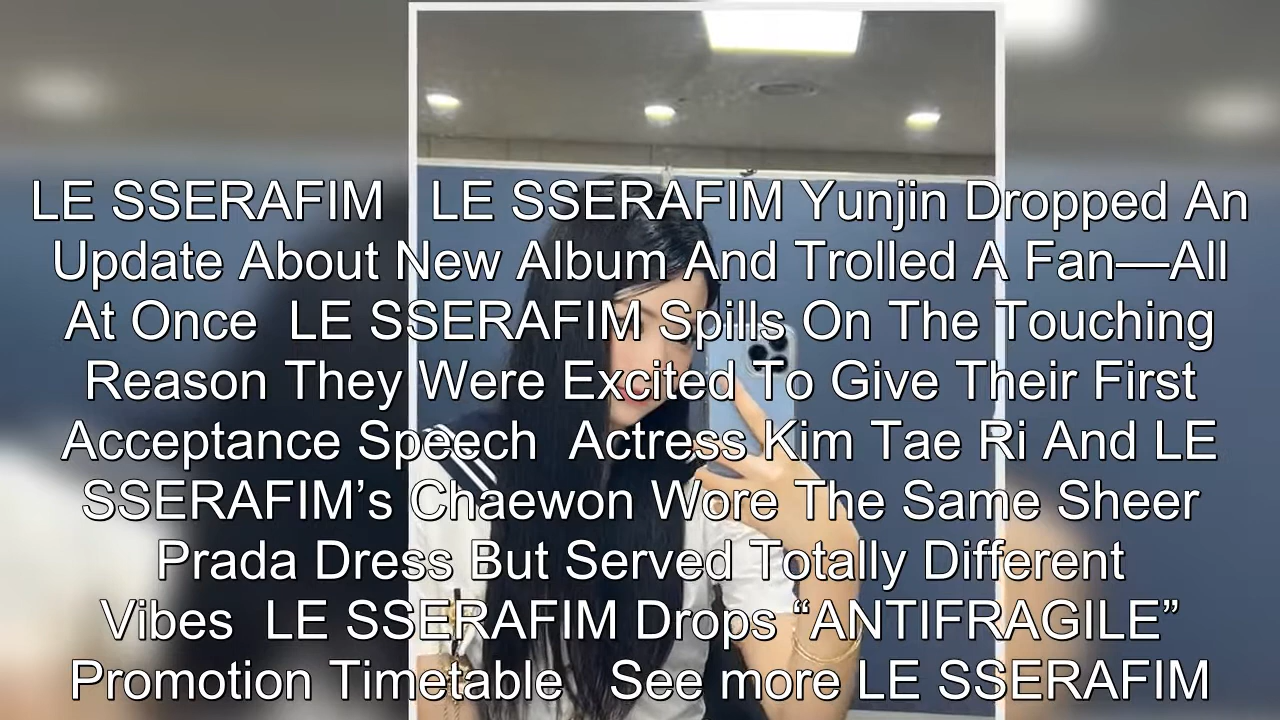 LE SSERAFIM   LE SSERAFIM Yunjin Dropped An
Update About New Album And Trolled A Fan—All
At Once  LE SSERAFIM Spills On The Touching
Reason They Were Excited To Give Their First
Acceptance Speech  Actress Kim Tae Ri And LE
SSERAFIM’s Chaewon Wore The Same Sheer
Prada Dress But Served Totally Different
Vibes  LE SSERAFIM Drops “ANTIFRAGILE”
Promotion Timetable   See more LE SSERAFIM